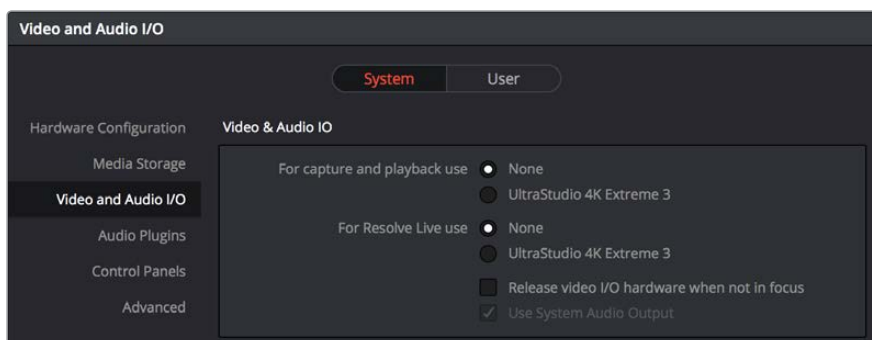 Video and Audio I/O
System User
Hardware Configuration
Media Storage
Video and Audio I/O
Audio Plugins
Control Panels
Advanced
Video & Audio IO
For capture and playback use None
UltraStudio 4K Extreme 3
For Resolve Live use None
UltraStudio 4K Extreme 3
Release video I/O hardware when not in focus
Use System Audio Output